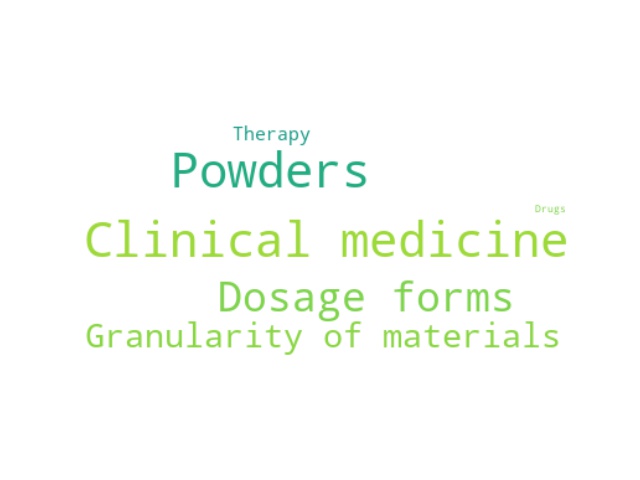 Therapy
Powders
Drugs
Clinical medicine
Dosage forms
Granularity of materials